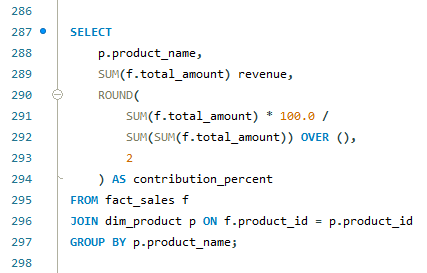 286
287 SELECT
288 p.product_name,
289 SUM(f.total_amount) revenue,
290 ROUND(
291 SUM(f.total_amount) * 100.0 /
292 SUM(SUM(f.total_amount)) OVER (),
293 2
294 ) AS contribution_percent
295 FROM fact_sales f
296 JOIN dim_product p ON f.product_id = p.product_id
297 GROUP BY p.product_name;
298